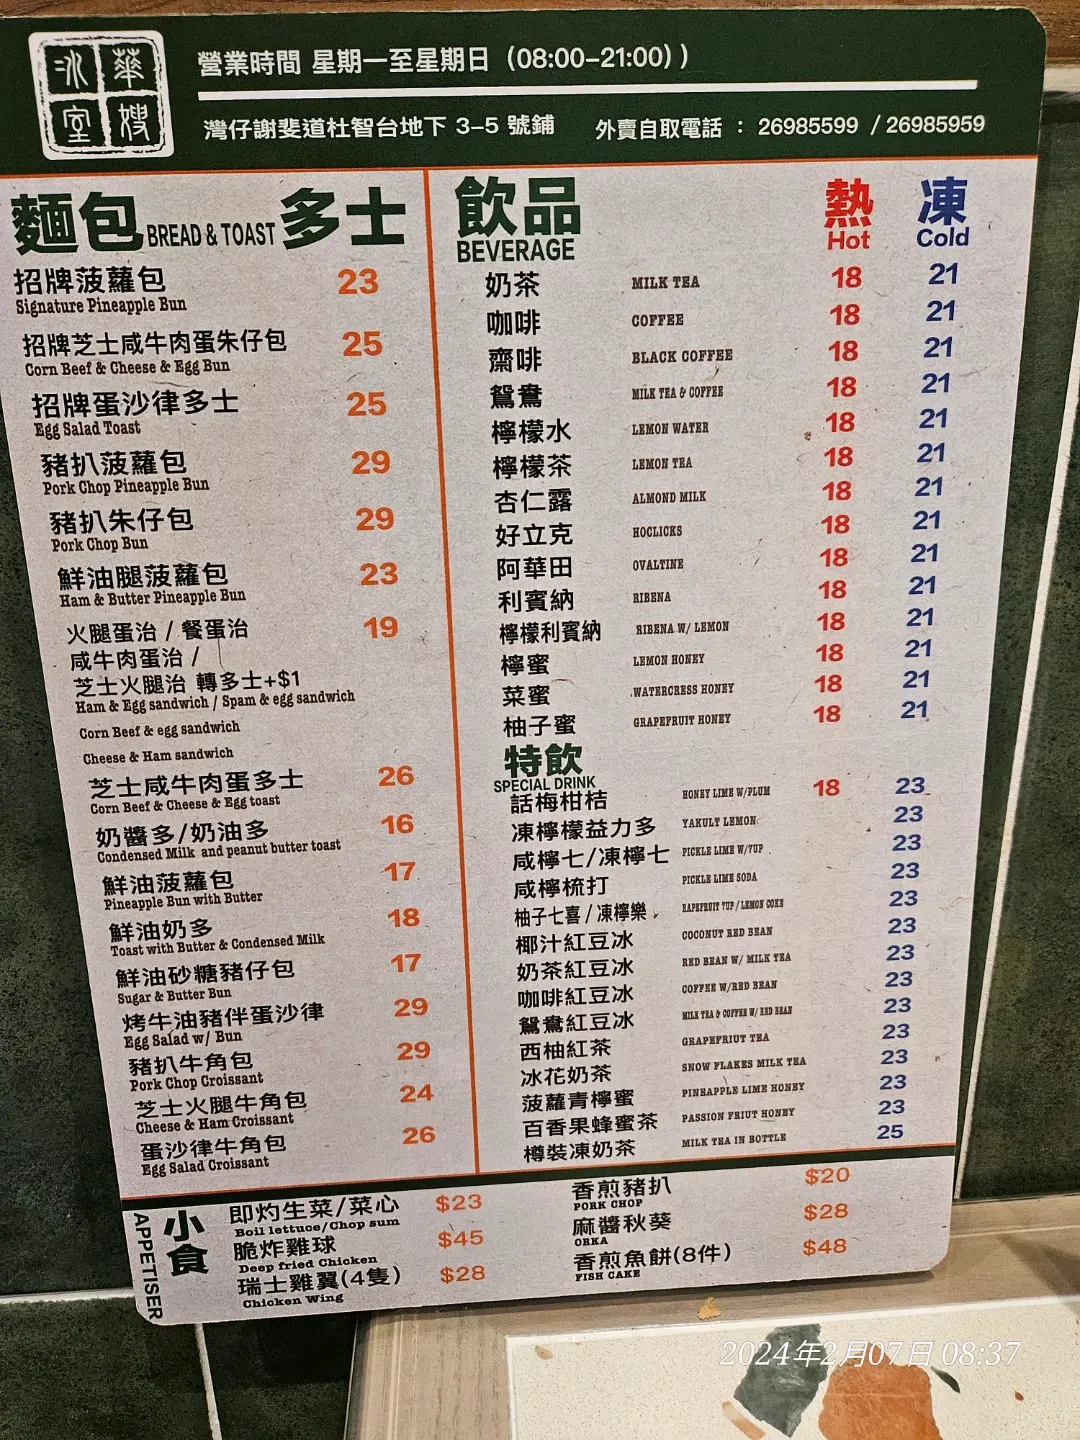 冰室
華嫂
營業時間 星期一至星期日 (08:00-21:00))
灣仔謝斐道杜智台地下 3-5 號鋪 外賣自取電話 : 26985599 / 26985959
麵包 BREAD & TOAST 多士
招牌菠蘿包 23
Signature Pineapple Bun
招牌芝士咸牛肉蛋朱仔包 25
Corn Beef & Cheese & Egg Bun
招牌蛋沙律多士 25
Egg Salad Toast
豬扒菠蘿包 29
Pork Chop Pineapple Bun
豬扒朱仔包 29
Pork Chop Bun
鮮油腿菠蘿包 23
Ham & Butter Pineapple Bun
火腿蛋治 / 餐蛋治 19
咸牛肉蛋治 /
芝士火腿治 轉多士+$1
Ham & Egg sandwich / Spam & egg sandwich
Corn Beef & egg sandwich
Cheese & Ham sandwich
芝士咸牛肉蛋多士 26
Corn Beef & Cheese & Egg toast
奶醬多/奶油多 16
Condensed Milk and peanut butter toast
鮮油菠蘿包 17
Pineapple Bun with Butter
鮮油奶多 18
Toast with Butter & Condensed Milk
鮮油砂糖豬仔包 17
Sugar & Butter Bun
烤牛油豬伴蛋沙律 29
Egg Salad w/ Bun
豬扒牛角包 29
Pork Chop Croissant
芝士火腿牛角包 24
Cheese & Ham Croissant
蛋沙律牛角包 26
Egg Salad Croissant
飲品 熱 凍
BEVERAGE Hot Cold
奶茶 MILK TEA 18 21
咖啡 COFFEE 18 21
齋啡 BLACK COFFEE 18 21
鴛鴦 MILK TEA & COFFEE 18 21
檸檬水 LEMON WATER 18 21
檸檬茶 LEMON TEA 18 21
杏仁露 ALMOND MILK 18 21
好立克 HOCLICKS 18 21
阿華田 OVALTINE 18 21
利賓納 RIBENA 18 21
檸檬利賓納 RIBENA W/ LEMON 18 21
檸蜜 LEMON HONEY 18 21
菜蜜 WATERCRESS HONEY 18 21
柚子蜜 GRAPEFRUIT HONEY 18 21
特飲
SPECIAL DRINK
話梅柑桔 HONEY LIME W/PLUM 18 23
凍檸檬益力多 YAKULT LEMON 23
咸檸七/凍檸七 PICKLE LIME W/7UP 23
咸檸梳打 PICKLE LIME SODA 23
柚子七喜 / 凍檸樂 RAPEFRUIT 7UP / LEMON COKE 23
椰汁紅豆冰 COCONUT RED BEAN 23
奶茶紅豆冰 RED BEAN W/ MILK TEA 23
咖啡紅豆冰 COFFEE W/RED BEAN 23
鴛鴦紅豆冰 MILK TEA & COFFEE W/ RED BEAN 23
西柚紅茶 GRAPEFRIUT TEA 23
冰花奶茶 SNOW FLAKES MILK TEA 23
菠蘿青檸蜜 PINEAPPLE LIME HONEY 23
百香果蜂蜜茶 PASSION FRIUT HONEY 23
樽裝凍奶茶 MILK TEA IN BOTTLE 25
小食
APPETISER
即灼生菜/菜心 $23
Boil lettuce/Chop sum
脆炸雞球 $45
Deep fried Chicken
瑞士雞翼(4隻) $28
Chicken Wing
香煎豬扒 $20
PORK CHOP
麻醬秋葵 $28
ORKA
香煎魚餅(8件) $48
FISH CAKE
2024年2月07日 08:37